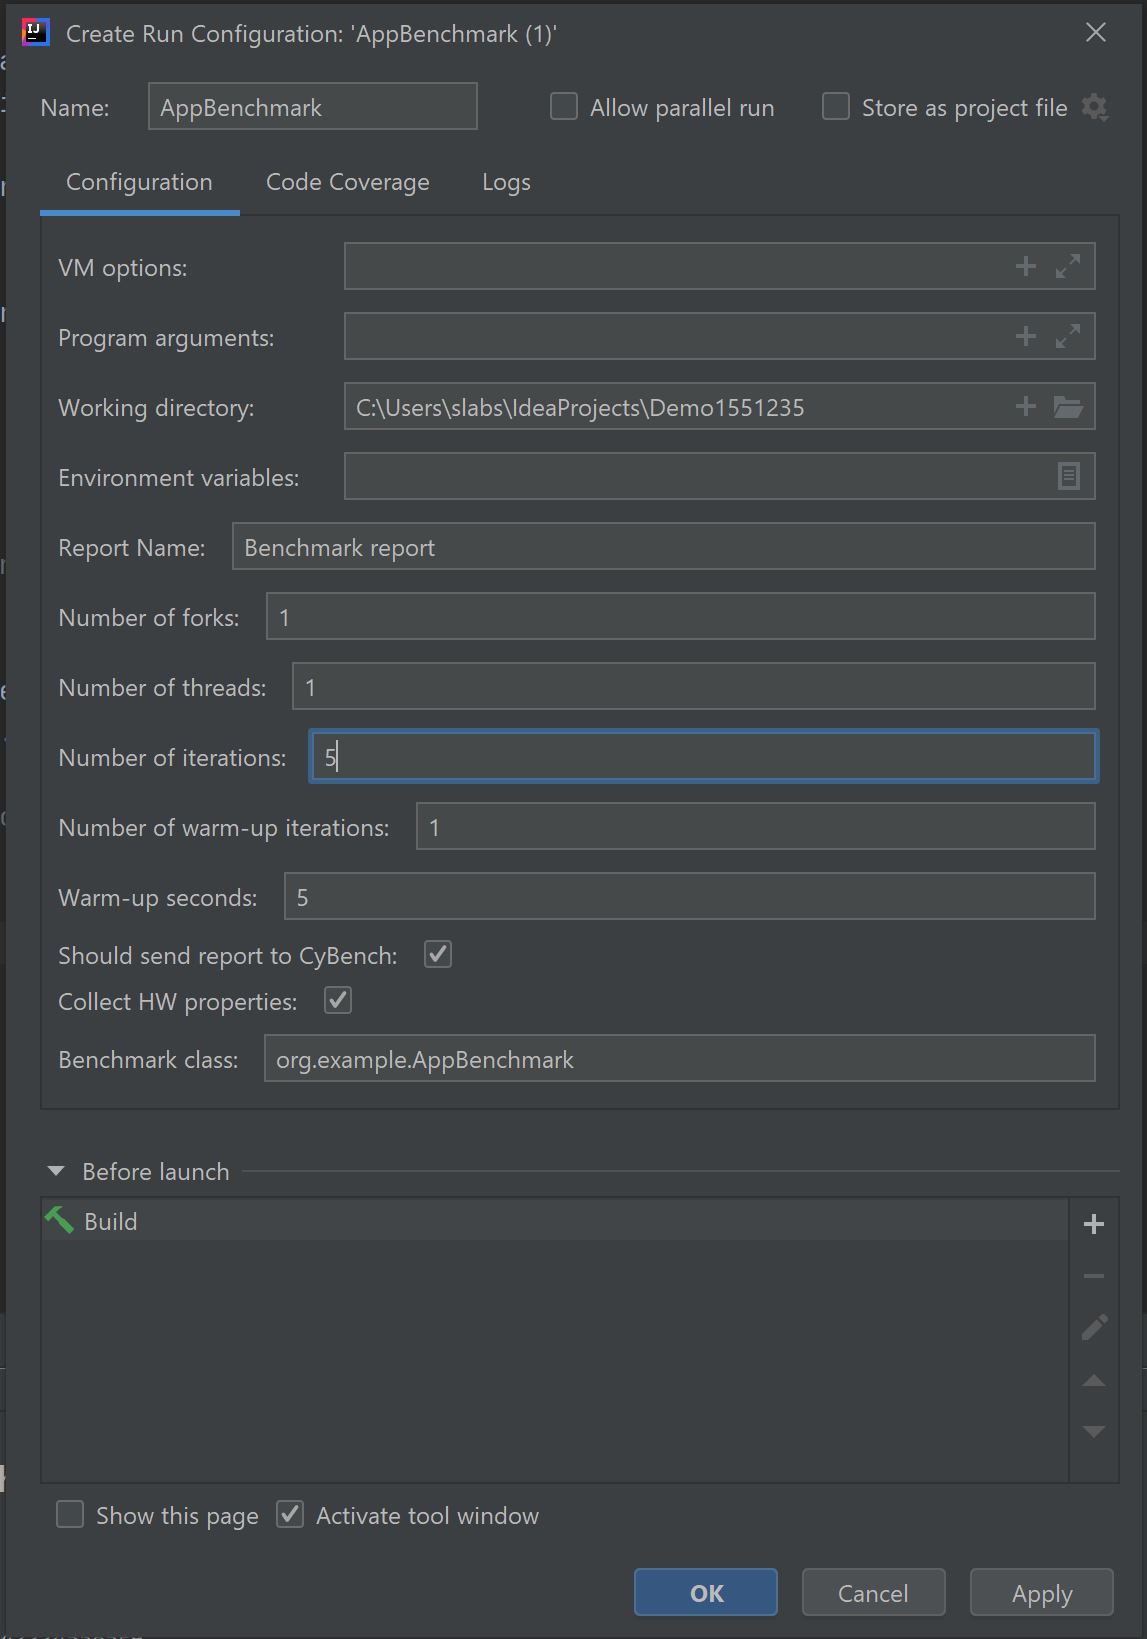 Create Run Configuration: 'AppBenchmark (1)'
Name: AppBenchmark Allow parallel run Store as project file
Configuration Code Coverage Logs
VM options:
Program arguments:
Working directory: C:\Users\slabs\IdeaProjects\Demo1551235
Environment variables:
Report Name: Benchmark report
Number of forks: 1
Number of threads: 1
Number of iterations: 5
Number of warm-up iterations: 1
Warm-up seconds: 5
Should send report to CyBench:
Collect HW properties:
Benchmark class: org.example.AppBenchmark
Before launch
Build
Show this page Activate tool window
OK Cancel Apply